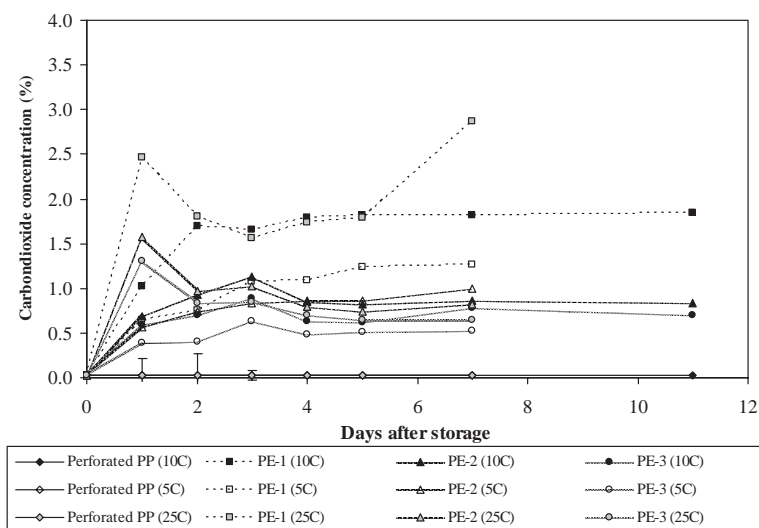 4.0
3.5
3.0
2.5
2.0
1.5
1.0
0.5
0.0
Carbondioxide concentration (%)
0 2 4 6 8 10 12
Days after storage
Perforated PP (10C) PE-1 (10C) PE-2 (10C) PE-3 (10C)
Perforated PP (5C) PE-1 (5C) PE-2 (5C) PE-3 (5C)
Perforated PP (25C) PE-1 (25C) PE-2 (25C) PE-3 (25C)